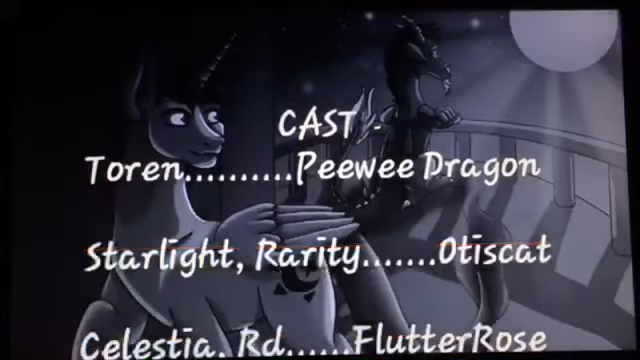 CAST
Toren..........Peewee Dragon
Starlight, Rarity.......Otiscat
Celestia, Rd......FlutterRose